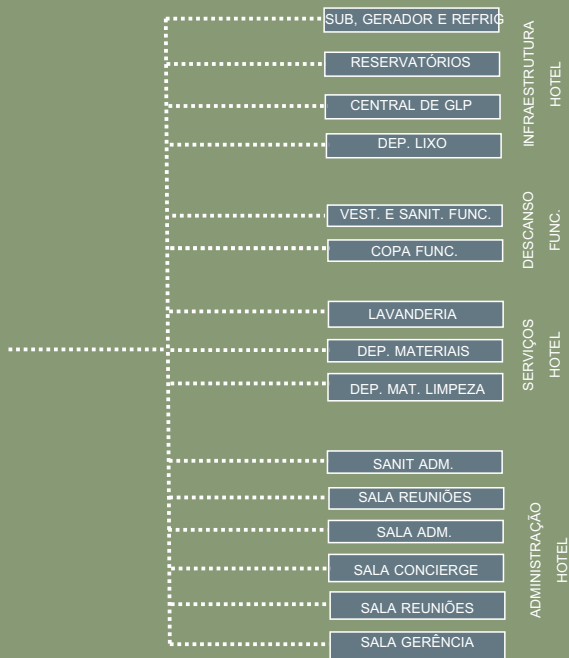 SUB, GERADOR E REFRIG
RESERVATÓRIOS
CENTRAL DE GLP
DEP. LIXO
INFRAESTRUTURA
HOTEL
VEST. E SANIT. FUNC.
COPA FUNC.
DESCANSO
FUNC.
LAVANDERIA
DEP. MATERIAIS
DEP. MAT. LIMPEZA
SERVIÇOS
HOTEL
SANIT ADM.
SALA REUNIÕES
SALA ADM.
SALA CONCIERGE
SALA REUNIÕES
SALA GERÊNCIA
ADMINISTRAÇÃO
HOTEL